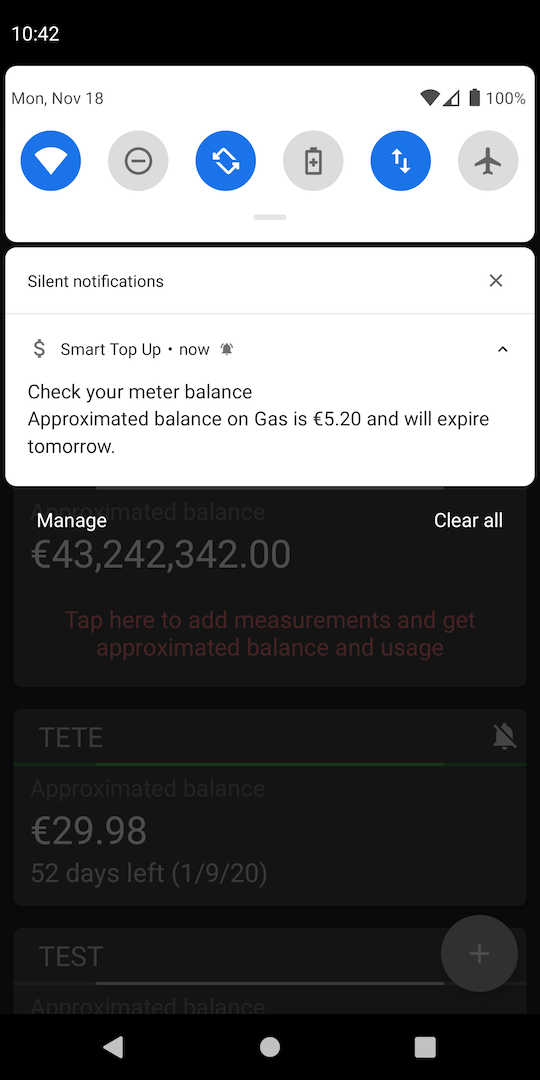 10:42
Mon, Nov 18
100%
Silent notifications
Smart Top Up • now
Check your meter balance
Approximated balance on Gas is €5.20 and will expire
tomorrow.
Approximated balance
Manage
Clear all
€43,242,342.00
Tap here to add measurements and get
approximated balance and usage
TETE
Approximated balance
€29.98
52 days left (1/9/20)
TEST
Approximated balance